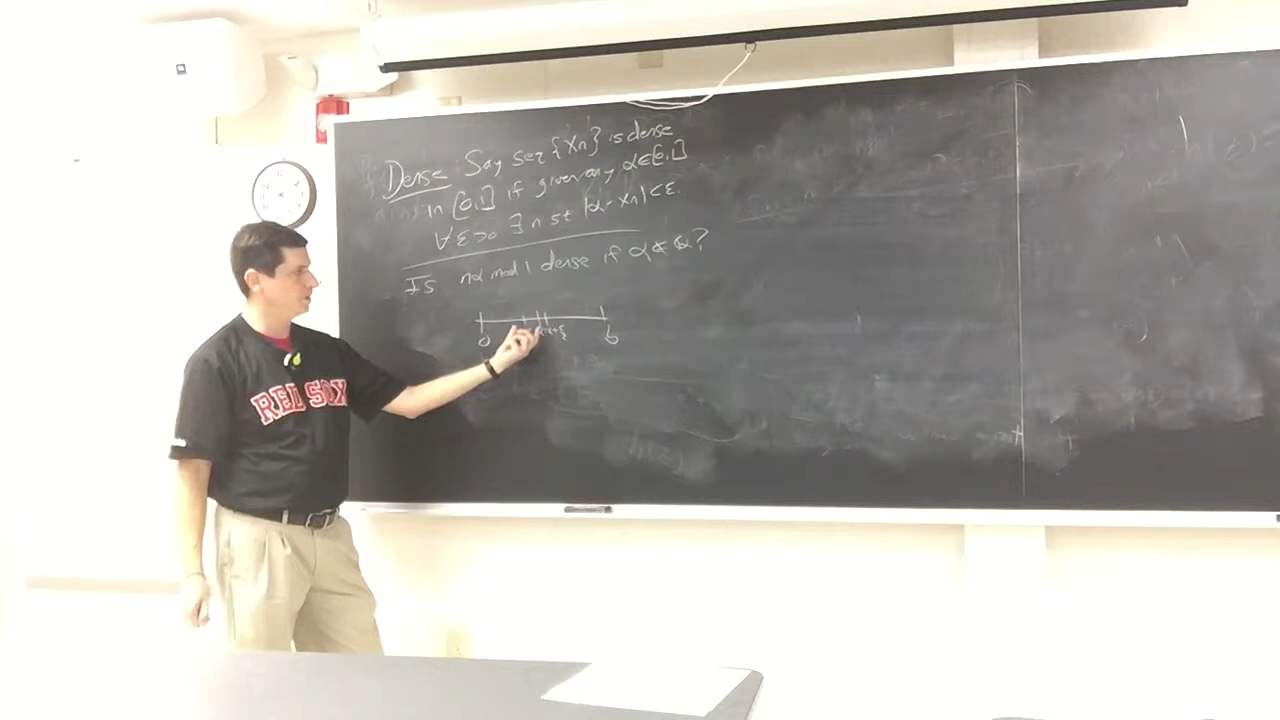 Dense: Say seq {xn} is dense
in [0,1] if given any α∈[0,1]
∀ε>0 ∃ n st |α-xn|<ε.
Is nα mod 1 dense if α∉Q?
0
RED SOX